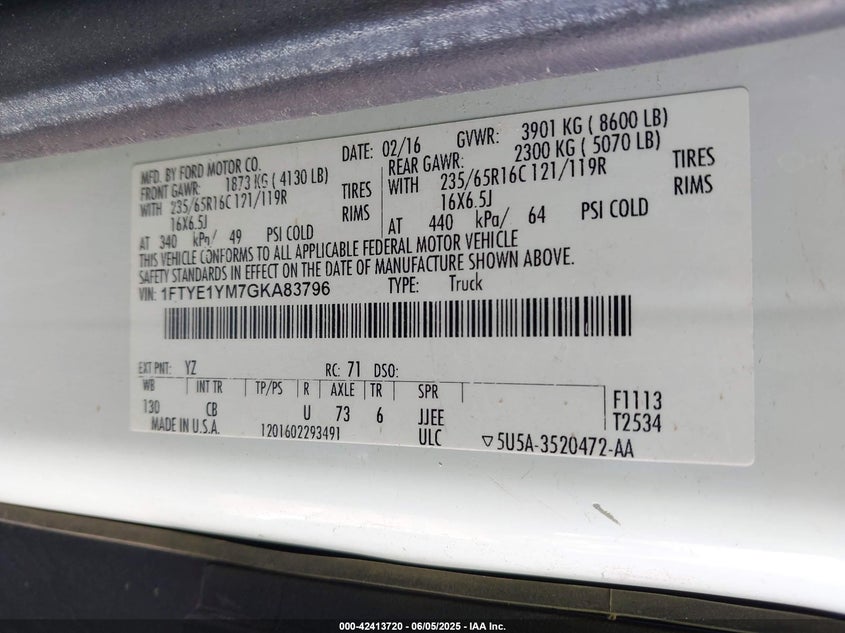 MFD. BY FORD MOTOR CO. DATE: 02/16 GVWR: 3901 KG ( 8600 LB)
FRONT GAWR: 1873 KG ( 4130 LB) REAR GAWR: 2300 KG ( 5070 LB)
WITH 235/65R16C 121/119R TIRES WITH 235/65R16C 121/119R TIRES
16X6.5J RIMS 16X6.5J RIMS
AT 340 kPa/ 49 PSI COLD AT 440 kPa/ 64 PSI COLD
THIS VEHICLE CONFORMS TO ALL APPLICABLE FEDERAL MOTOR VEHICLE
SAFETY STANDARDS IN EFFECT ON THE DATE OF MANUFACTURE SHOWN ABOVE.
VIN: 1FTYE1YM7GKA83796 TYPE: Truck
EXT PNT: YZ RC: 71 DSO:
WB INT TR TP/PS R AXLE TR SPR
130 CB U 73 6 JJEE F1113
MADE IN U.S.A. 1201602293491 ULC T2534
5U5A-3520472-AA
000-42413720 - 06/05/2025 - IAA Inc.